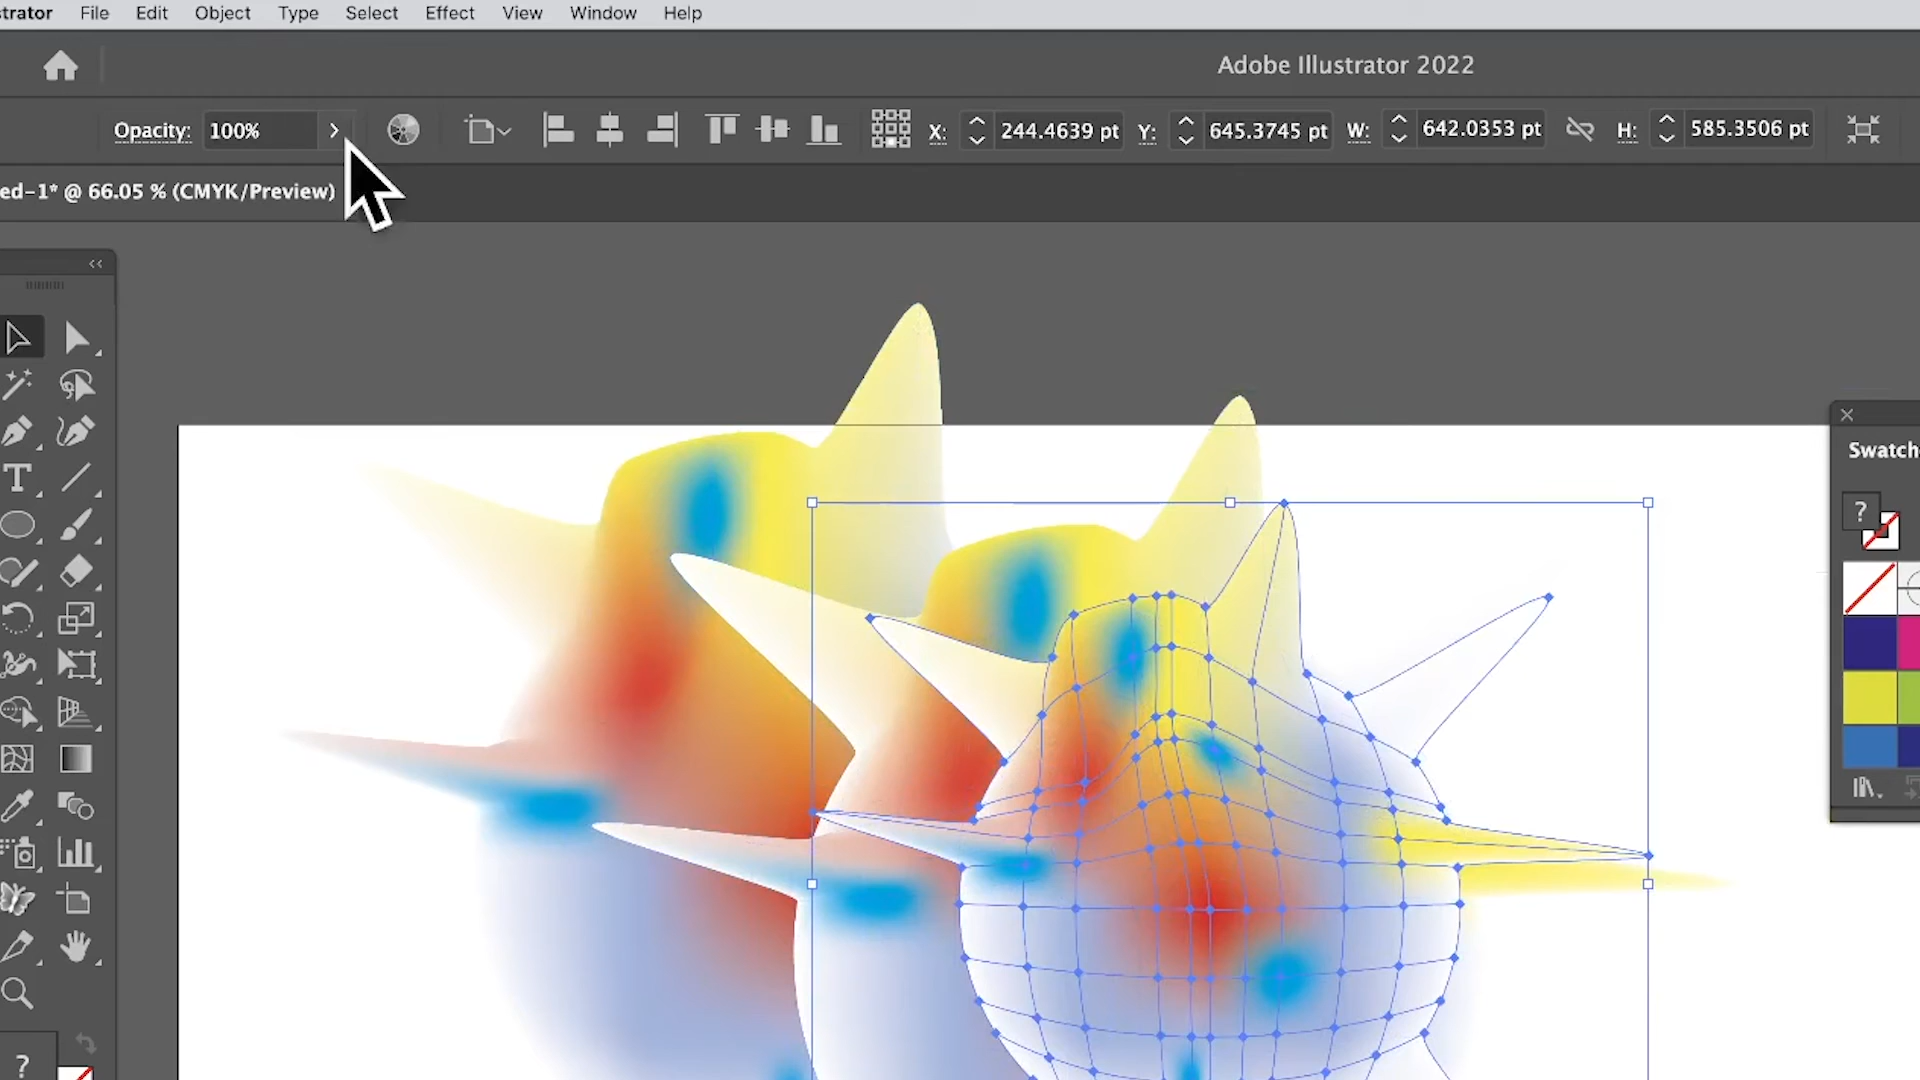 strator File Edit Object Type Select Effect View Window Help
Adobe Illustrator 2022
Opacity: 100% X: 244.4639 pt Y: 645.3745 pt W: 642.0353 pt H: 585.3506 pt
ed-1* @ 66.05 % (CMYK/Preview)
Swatch
?
?